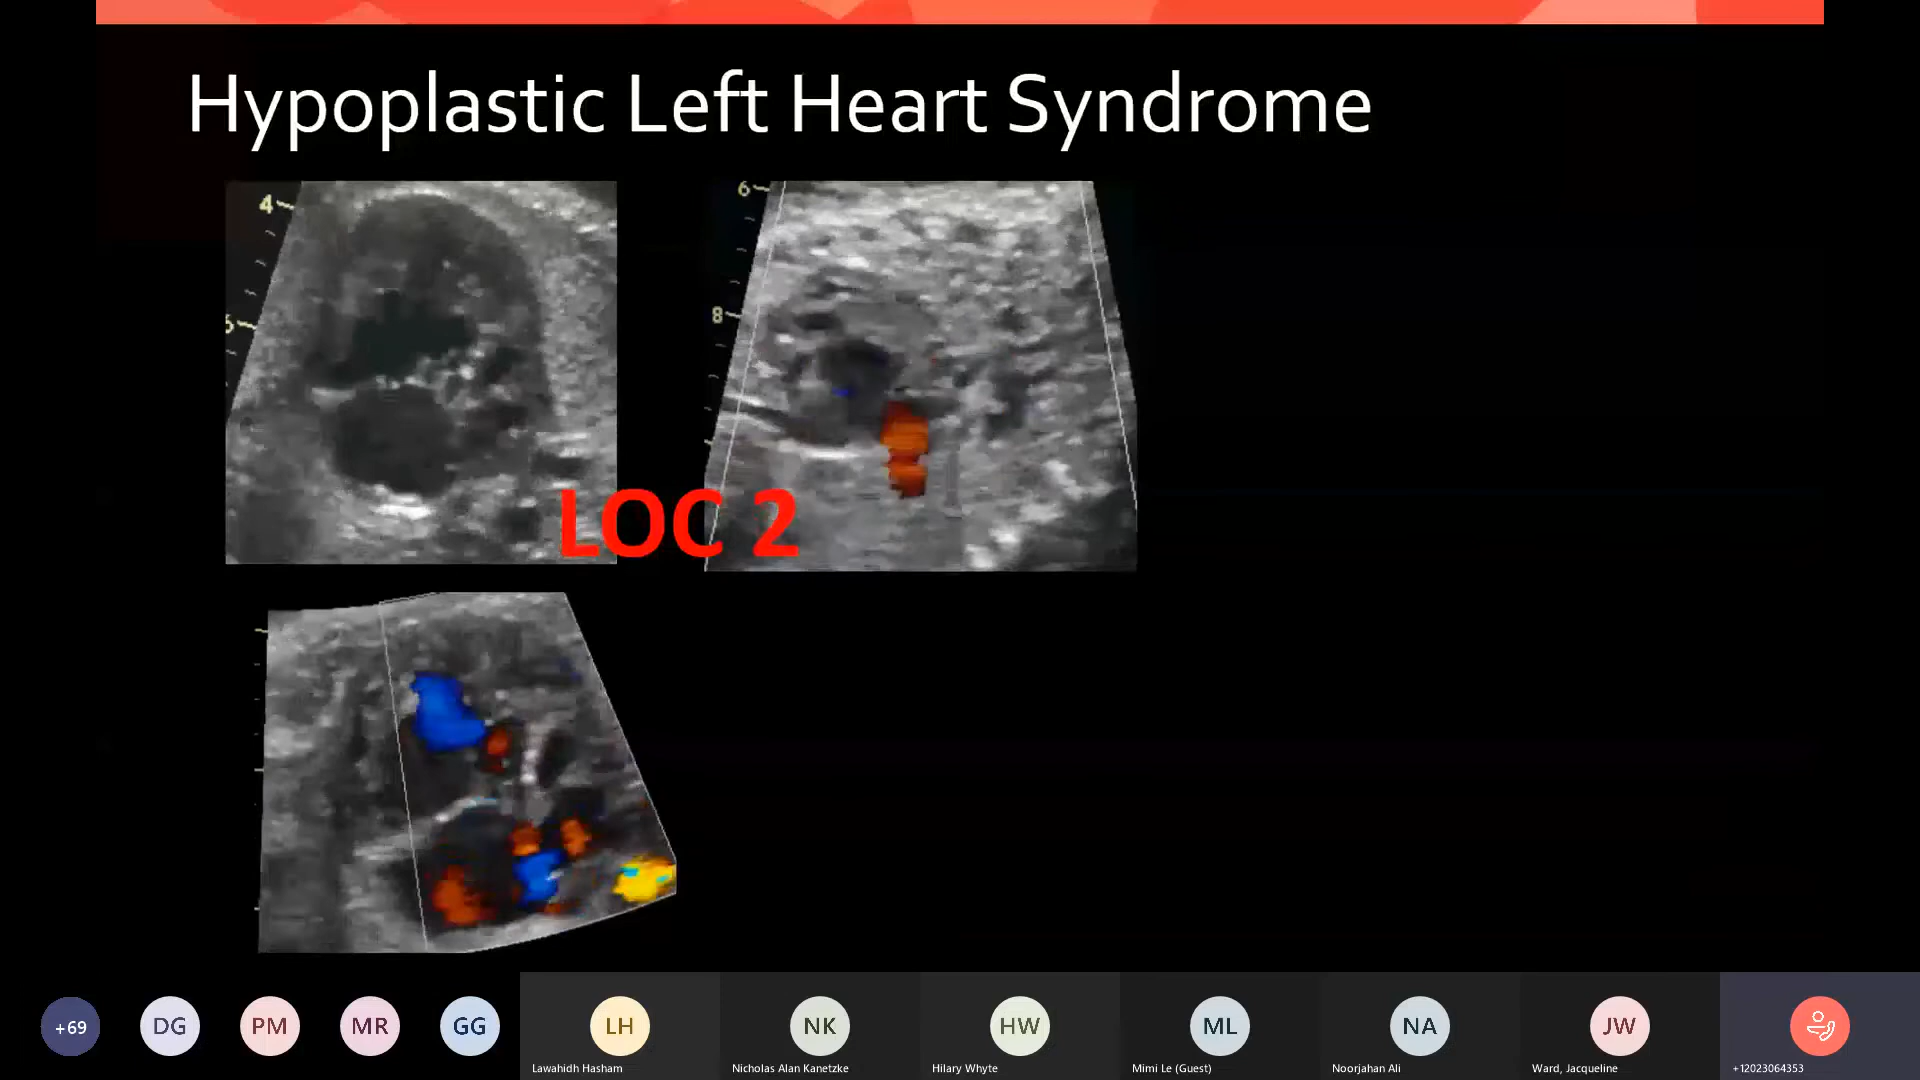 Hypoplastic Left Heart Syndrome
4
6
6
8
LOC 2
+69
DG
PM
MR
GG
LH
NK
HW
ML
NA
JW
Lawahidh Hasham
Nicholas Alan Kanetzke
Hilary Whyte
Mimi Le (Guest)
Noorjahan Ali
Ward, Jacqueline
+12023064353